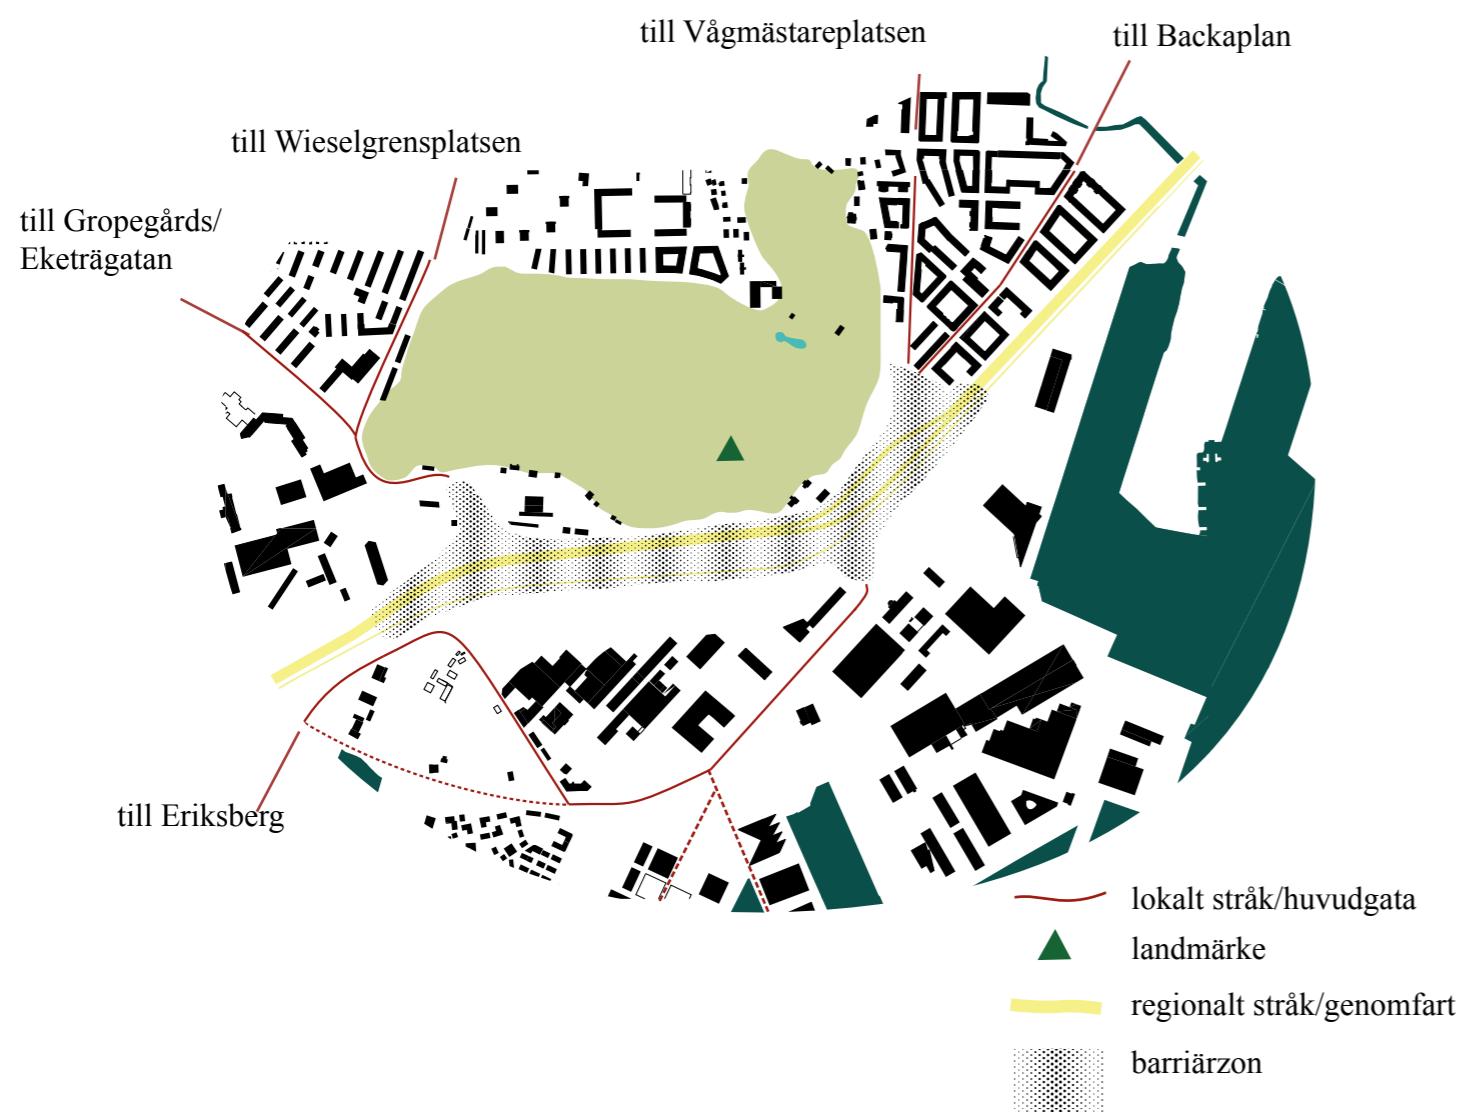 till Vågmästareplatsen
till Backaplan
till Wieselgrensplatsen
till Gropegårds/
Eketrägatan
till Eriksberg
lokalt stråk/huvudgata
landmärke
regionalt stråk/genomfart
barriärzon